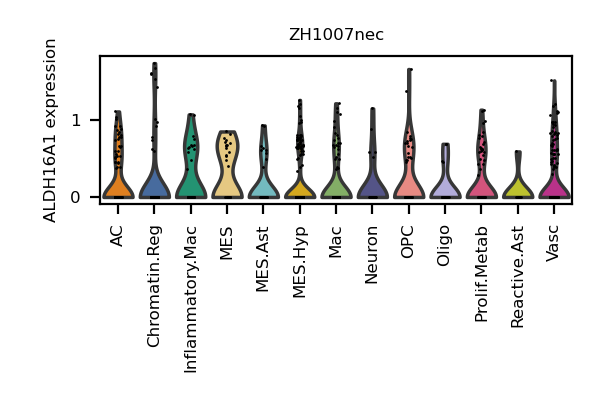 ZH1007nec
ALDH16A1 expression
1
0
AC
Chromatin.Reg
Inflammatory.Mac
MES
MES.Ast
MES.Hyp
Mac
Neuron
OPC
Oligo
Prolif.Metab
Reactive.Ast
Vasc